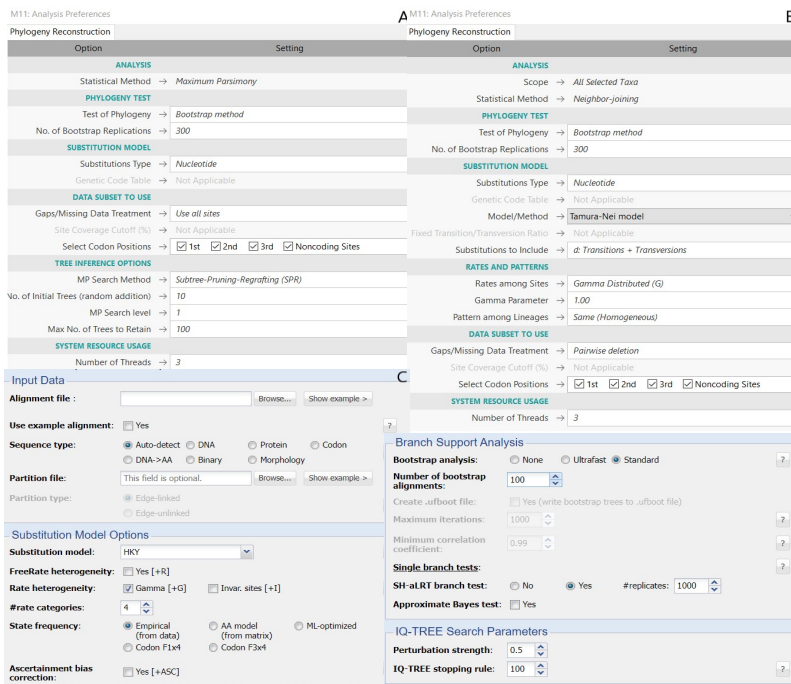 M11: Analysis Preferences
A
Phylogeny Reconstruction
Option Setting
ANALYSIS
Statistical Method → Maximum Parsimony
PHYLOGENY TEST
Test of Phylogeny → Bootstrap method
No. of Bootstrap Replications → 300
SUBSTITUTION MODEL
Substitutions Type → Nucleotide
Genetic Code Table → Not Applicable
DATA SUBSET TO USE
Gaps/Missing Data Treatment → Use all sites
Site Coverage Cutoff (%) → Not Applicable
Select Codon Positions → 1st 2nd 3rd Noncoding Sites
TREE INFERENCE OPTIONS
MP Search Method → Subtree-Pruning-Regrafting (SPR)
No. of Initial Trees (random addition) → 10
MP Search level → 1
Max No. of Trees to Retain → 100
SYSTEM RESOURCE USAGE
Number of Threads → 3
M11: Analysis Preferences
Phylogeny Reconstruction
Option Setting
ANALYSIS
Scope → All Selected Taxa
Statistical Method → Neighbor-joining
PHYLOGENY TEST
Test of Phylogeny → Bootstrap method
No. of Bootstrap Replications → 300
SUBSTITUTION MODEL
Substitutions Type → Nucleotide
Genetic Code Table → Not Applicable
Model/Method → Tamura-Nei model
Fixed Transition/Transversion Ratio → Not Applicable
Substitutions to Include → d: Transitions + Transversions
RATES AND PATTERNS
Rates among Sites → Gamma Distributed (G)
Gamma Parameter → 1.00
Pattern among Lineages → Same (Homogeneous)
DATA SUBSET TO USE
Gaps/Missing Data Treatment → Pairwise deletion
Site Coverage Cutoff (%) → Not Applicable
Select Codon Positions → 1st 2nd 3rd Noncoding Sites
SYSTEM RESOURCE USAGE
Number of Threads → 3
C
Input Data
Alignment file : Browse... Show example >
Use example alignment: Yes ?
Sequence type: Auto-detect DNA Protein Codon
DNA->AA Binary Morphology
Partition file: This field is optional. Browse... Show example >
Partition type: Edge-linked
Edge-unlinked
Substitution Model Options
Substitution model: HKY
FreeRate heterogeneity: Yes [+R]
Rate heterogeneity: Gamma [+G] Invar. sites [+I]
#rate categories: 4
State frequency: Empirical AA model ML-optimized
(from data) (from matrix)
Codon F1x4 Codon F3x4
Ascertainment bias
correction: Yes [+ASC]
Branch Support Analysis
Bootstrap analysis: None Ultrafast Standard ?
Number of bootstrap
alignments: 100
Create .ufboot file: Yes (write bootstrap trees to .ufboot file)
Maximum iterations: 1000 ?
Minimum correlation
coefficient: 0.99 ?
Single branch tests:
SH-aLRT branch test: No Yes #replicates: 1000 ?
Approximate Bayes test: Yes
IQ-TREE Search Parameters
Perturbation strength: 0.5
IQ-TREE stopping rule: 100 ?